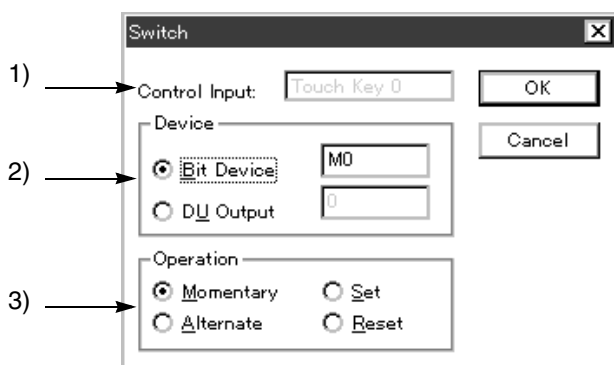 Switch
1)
Control Input: Touch Key 0
OK
Cancel
Device
2)
Bit Device M0
DU Output 0
Operation
3)
Momentary Set
Alternate Reset